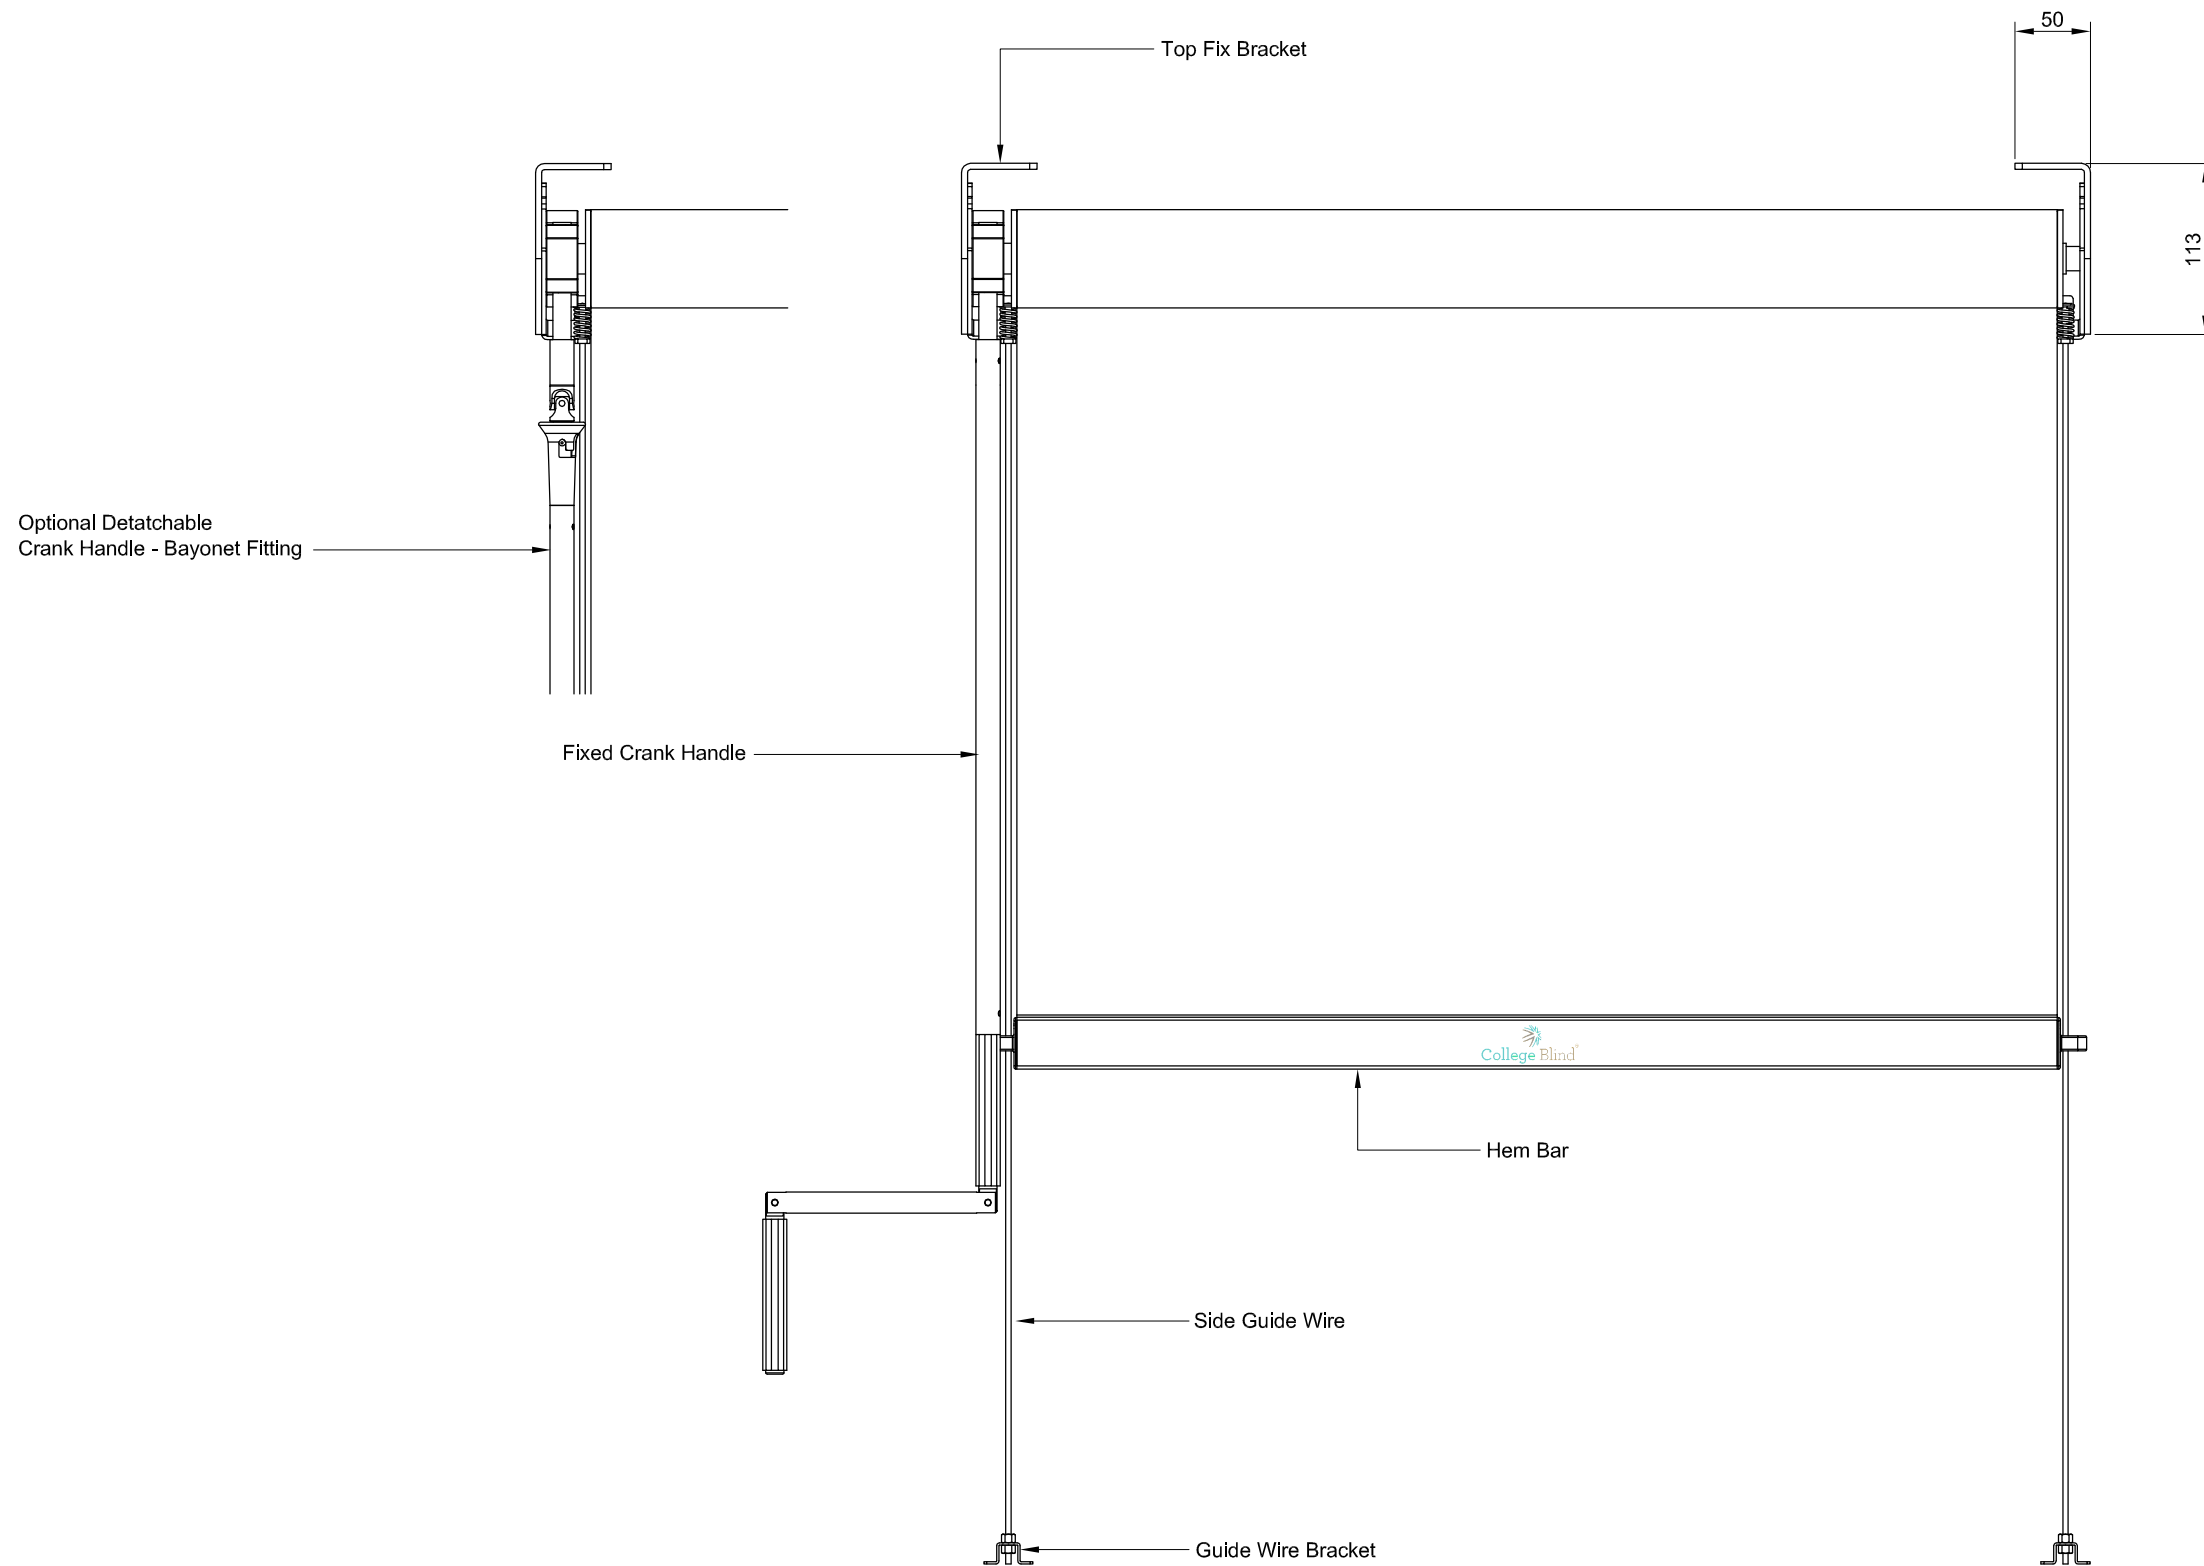 50
Top Fix Bracket
113
Optional Detatchable
Crank Handle - Bayonet Fitting
Fixed Crank Handle
College Blind
Hem Bar
Side Guide Wire
Guide Wire Bracket